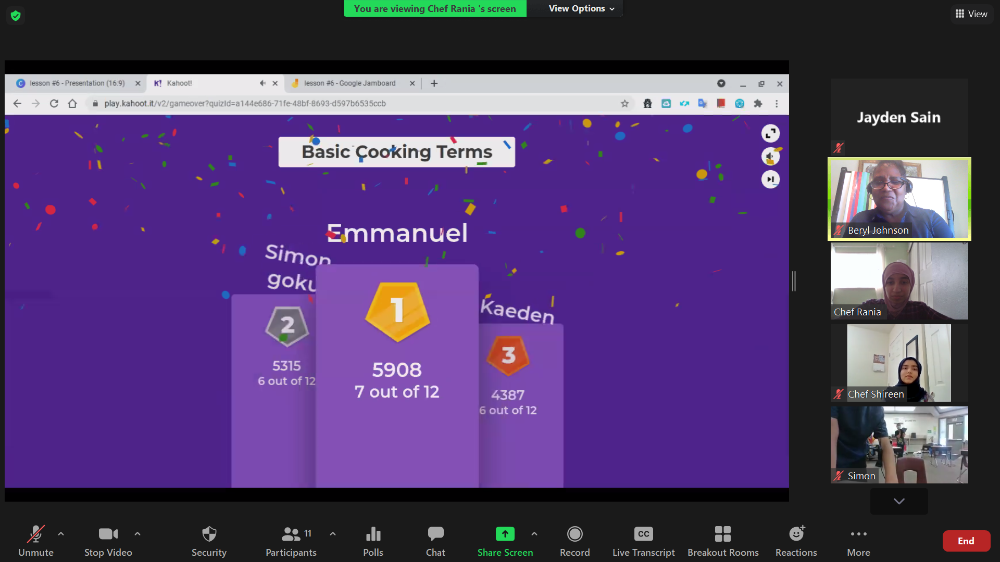 You are viewing Chef Rania 's screen
View Options
View
lesson #6 - Presentation (16:9)
K! Kahoot!
lesson #6 - Google Jamboard
play.kahoot.it/v2/gameover?quizId=a144e686-71fe-48bf-8693-d597b6535ccb
Basic Cooking Terms
Emmanuel
Simon
goku
Kaeden
1
2
3
5908
7 out of 12
5315
6 out of 12
4387
6 out of 12
Jayden Sain
Beryl Johnson
Chef Rania
Chef Shireen
Simon
Unmute
Stop Video
Security
Participants
11
Polls
Chat
Share Screen
Record
CC
Live Transcript
Breakout Rooms
Reactions
More
End